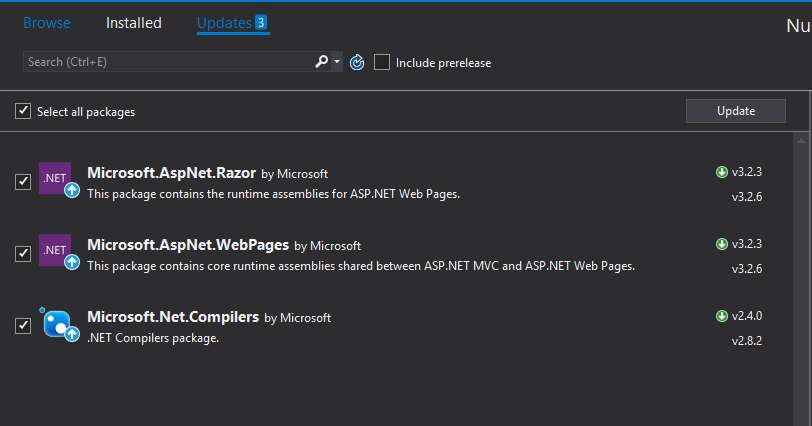 Browse Installed Updates 3 Nu
Search (Ctrl+E) Include prerelease
Select all packages Update
.NET Microsoft.AspNet.Razor by Microsoft v3.2.3
This package contains the runtime assemblies for ASP.NET Web Pages. v3.2.6
.NET Microsoft.AspNet.WebPages by Microsoft v3.2.3
This package contains core runtime assemblies shared between ASP.NET MVC and ASP.NET Web Pages. v3.2.6
Microsoft.Net.Compilers by Microsoft v2.4.0
.NET Compilers package. v2.8.2